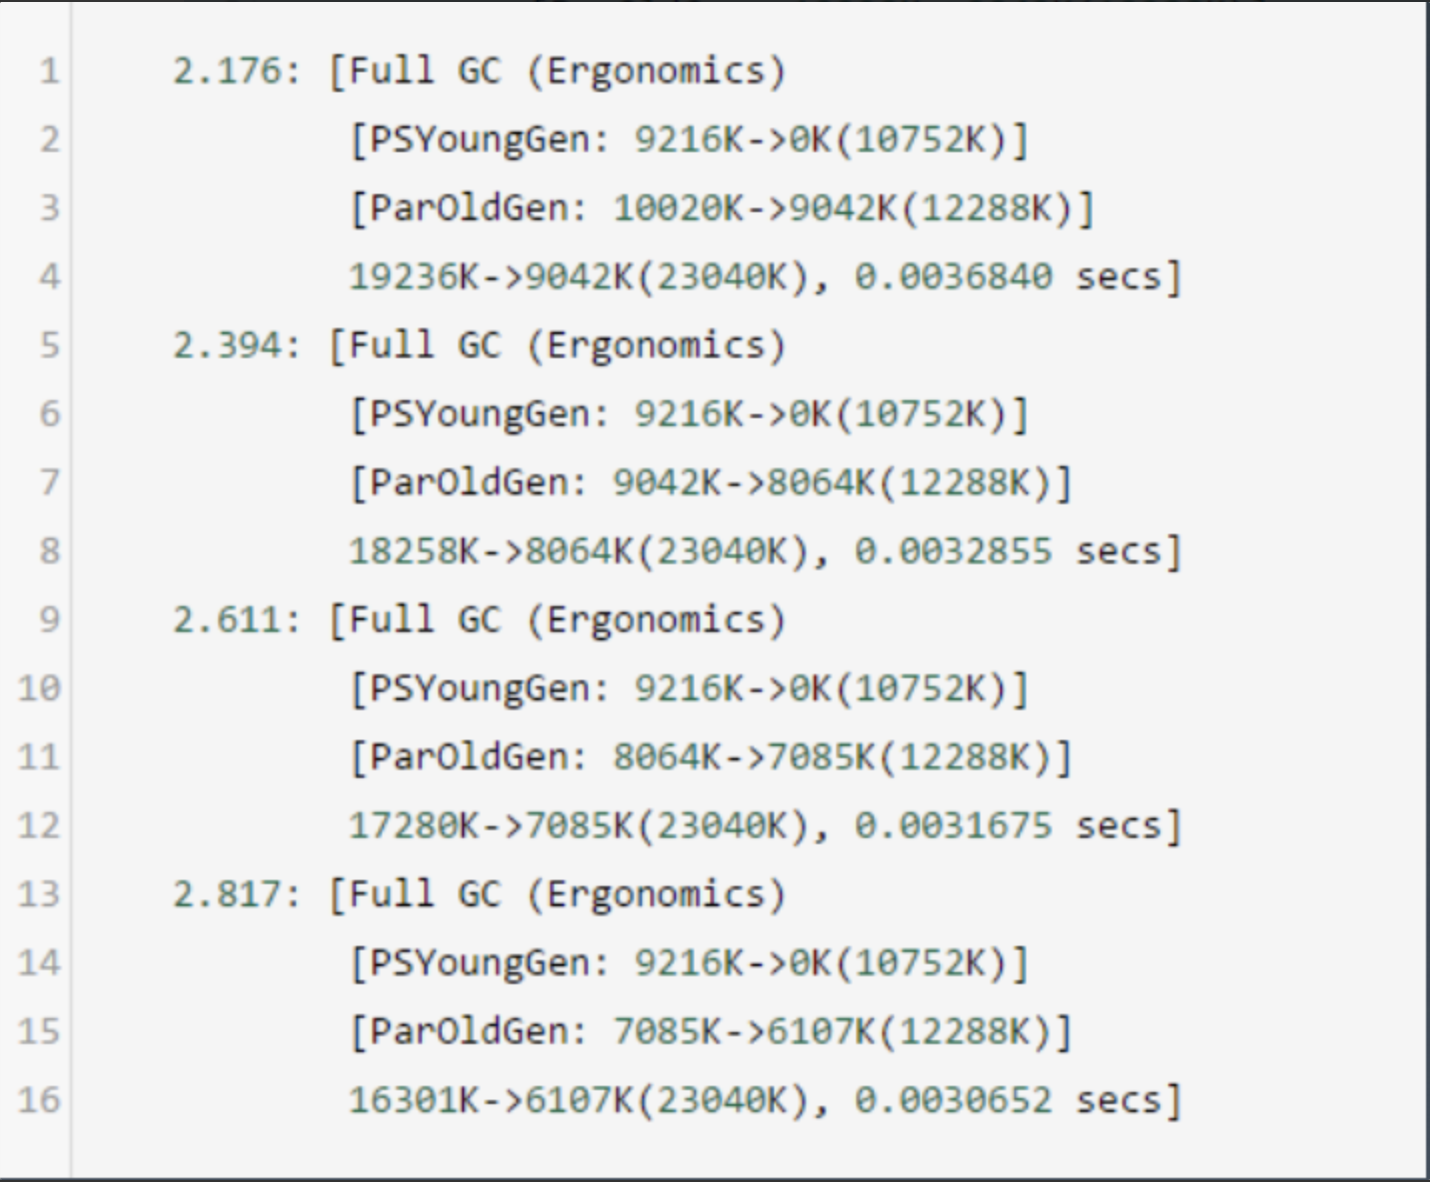 1 2.176: [Full GC (Ergonomics)
2 [PSYoungGen: 9216K->0K(10752K)]
3 [ParOldGen: 10020K->9042K(12288K)]
4 19236K->9042K(23040K), 0.0036840 secs]
5 2.394: [Full GC (Ergonomics)
6 [PSYoungGen: 9216K->0K(10752K)]
7 [ParOldGen: 9042K->8064K(12288K)]
8 18258K->8064K(23040K), 0.0032855 secs]
9 2.611: [Full GC (Ergonomics)
10 [PSYoungGen: 9216K->0K(10752K)]
11 [ParOldGen: 8064K->7085K(12288K)]
12 17280K->7085K(23040K), 0.0031675 secs]
13 2.817: [Full GC (Ergonomics)
14 [PSYoungGen: 9216K->0K(10752K)]
15 [ParOldGen: 7085K->6107K(12288K)]
16 16301K->6107K(23040K), 0.0030652 secs]